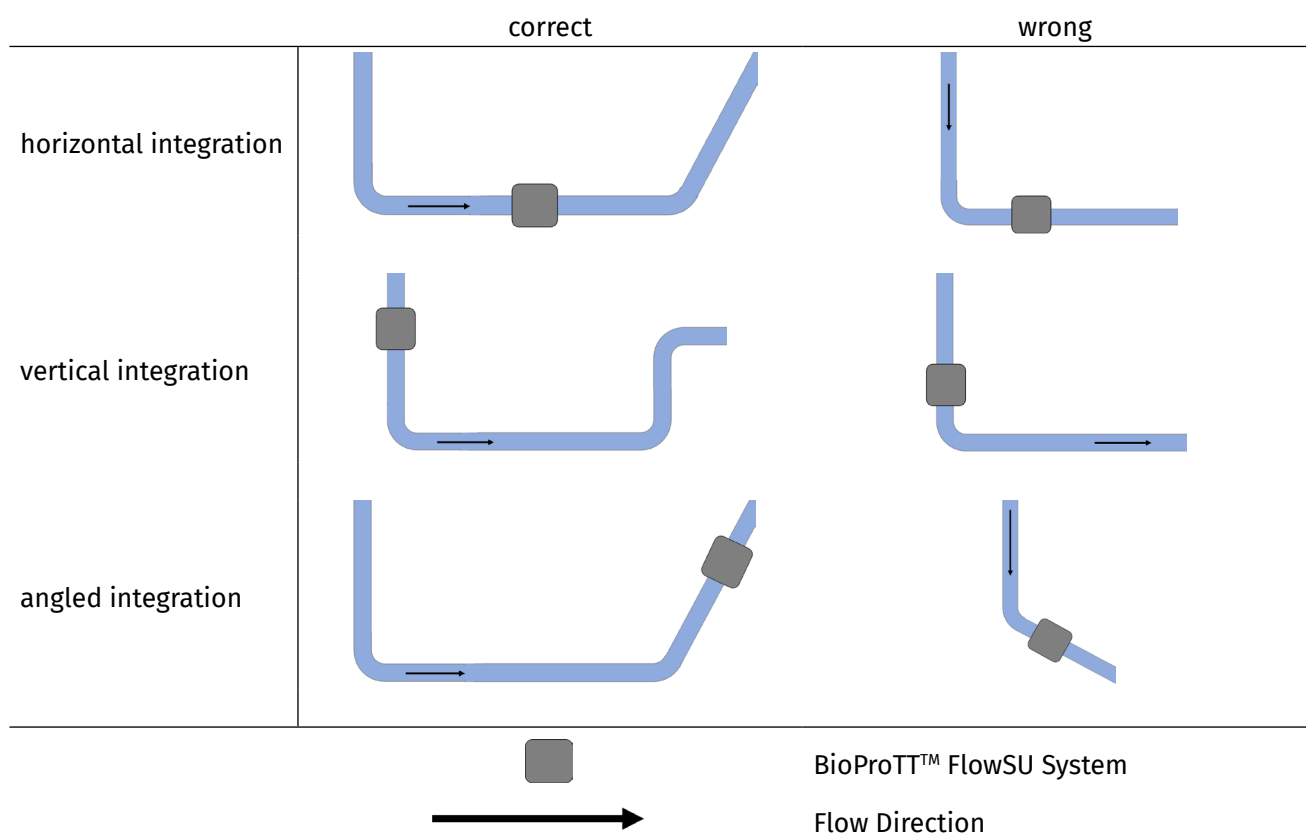 correct
wrong
horizontal integration
vertical integration
angled integration
BioProTT™ FlowSU System
Flow Direction